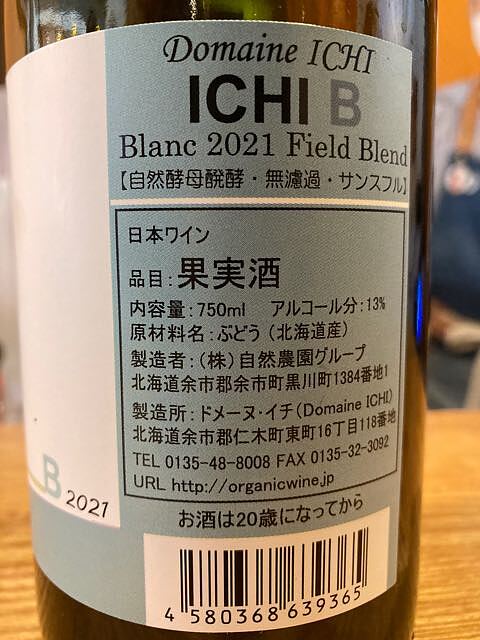 Domaine ICHI
ICHI B
Blanc 2021 Field Blend
【自然酵母醗酵・無濾過・サンスフル】
日本ワイン
品目：果実酒
内容量：750ml　アルコール分：13%
原材料名：ぶどう（北海道産）
製造者：（株）自然農園グループ
北海道余市郡余市町黒川町1384番地1
製造所：ドメーヌ・イチ（Domaine ICHI）
北海道余市郡仁木町東町16丁目118番地
TEL 0135-48-8008 FAX 0135-32-3092
URL http://organicwine.jp
お酒は20歳になってから
4 580368 639365
B 2021